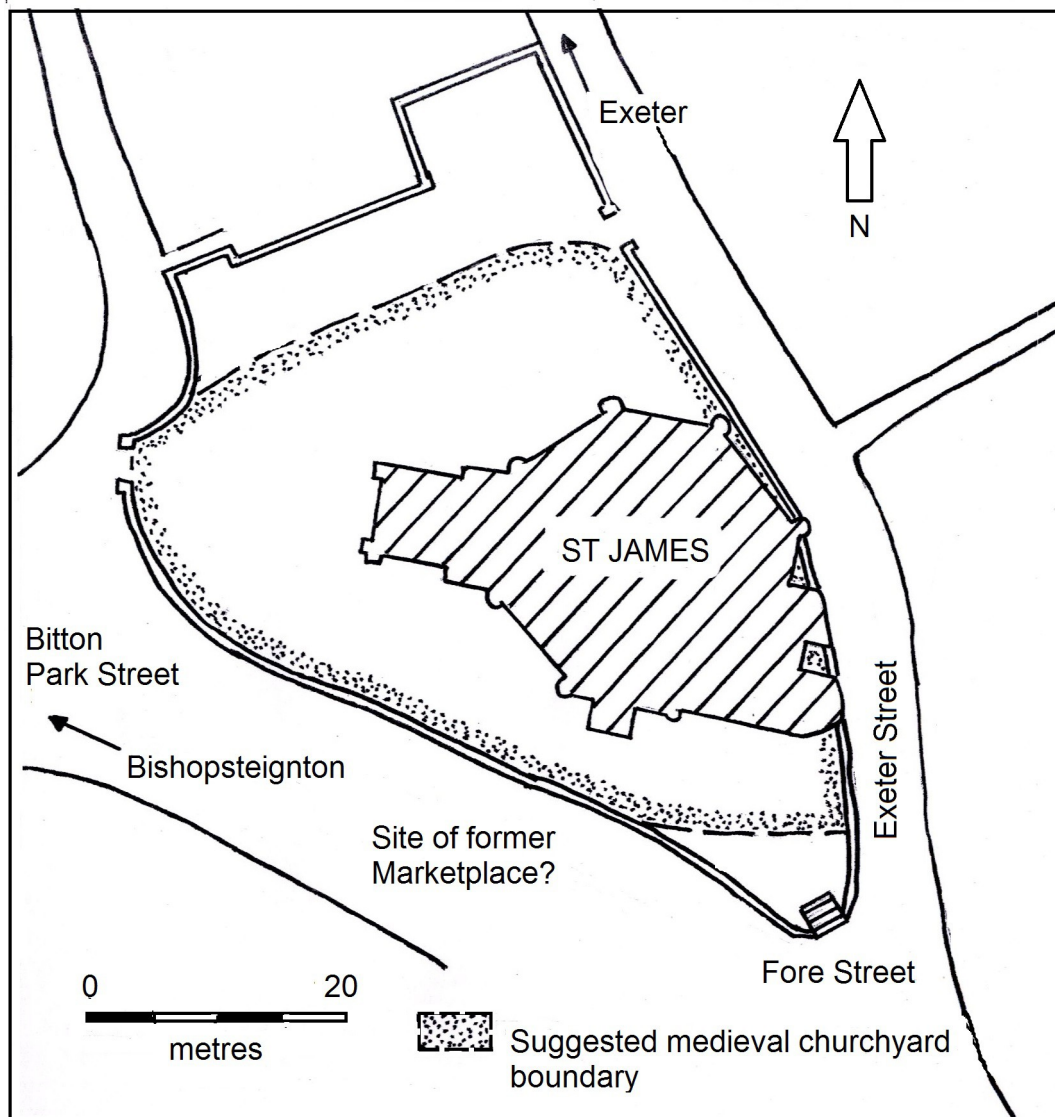 Exeter
N
ST JAMES
Bitton
Park Street
Bishopsteignton
Exeter Street
Site of former
Marketplace?
Fore Street
0 20
metres
Suggested medieval churchyard
boundary